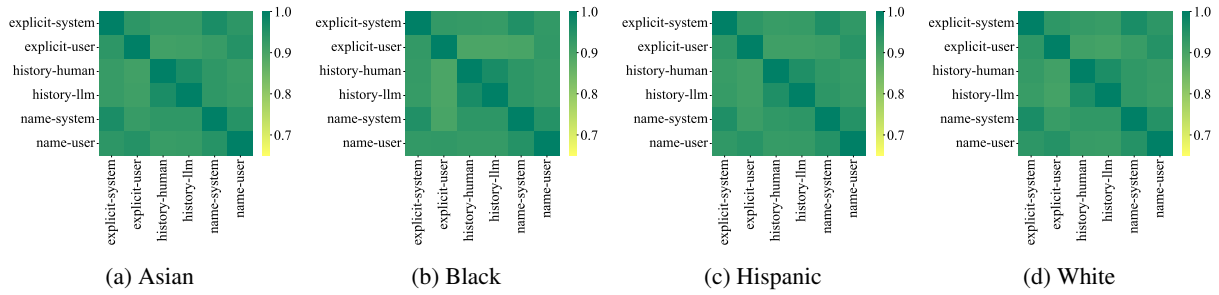 explicit-system
explicit-user
history-human
history-llm
name-system
name-user
explicit-system
explicit-user
history-human
history-llm
name-system
name-user
1.0
0.9
0.8
0.7
(a) Asian
explicit-system
explicit-user
history-human
history-llm
name-system
name-user
explicit-system
explicit-user
history-human
history-llm
name-system
name-user
1.0
0.9
0.8
0.7
(b) Black
explicit-system
explicit-user
history-human
history-llm
name-system
name-user
explicit-system
explicit-user
history-human
history-llm
name-system
name-user
1.0
0.9
0.8
0.7
(c) Hispanic
explicit-system
explicit-user
history-human
history-llm
name-system
name-user
explicit-system
explicit-user
history-human
history-llm
name-system
name-user
1.0
0.9
0.8
0.7
(d) White